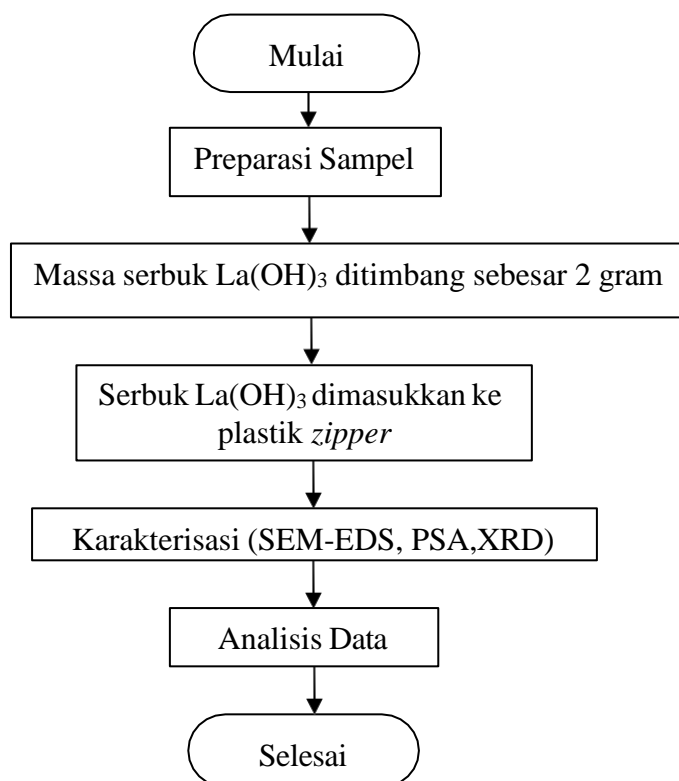 Mulai
Preparasi Sampel
Massa serbuk La(OH)₃ ditimbang sebesar 2 gram
Serbuk La(OH)₃ dimasukkan ke
plastik zipper
Karakterisasi (SEM-EDS, PSA,XRD)
Analisis Data
Selesai